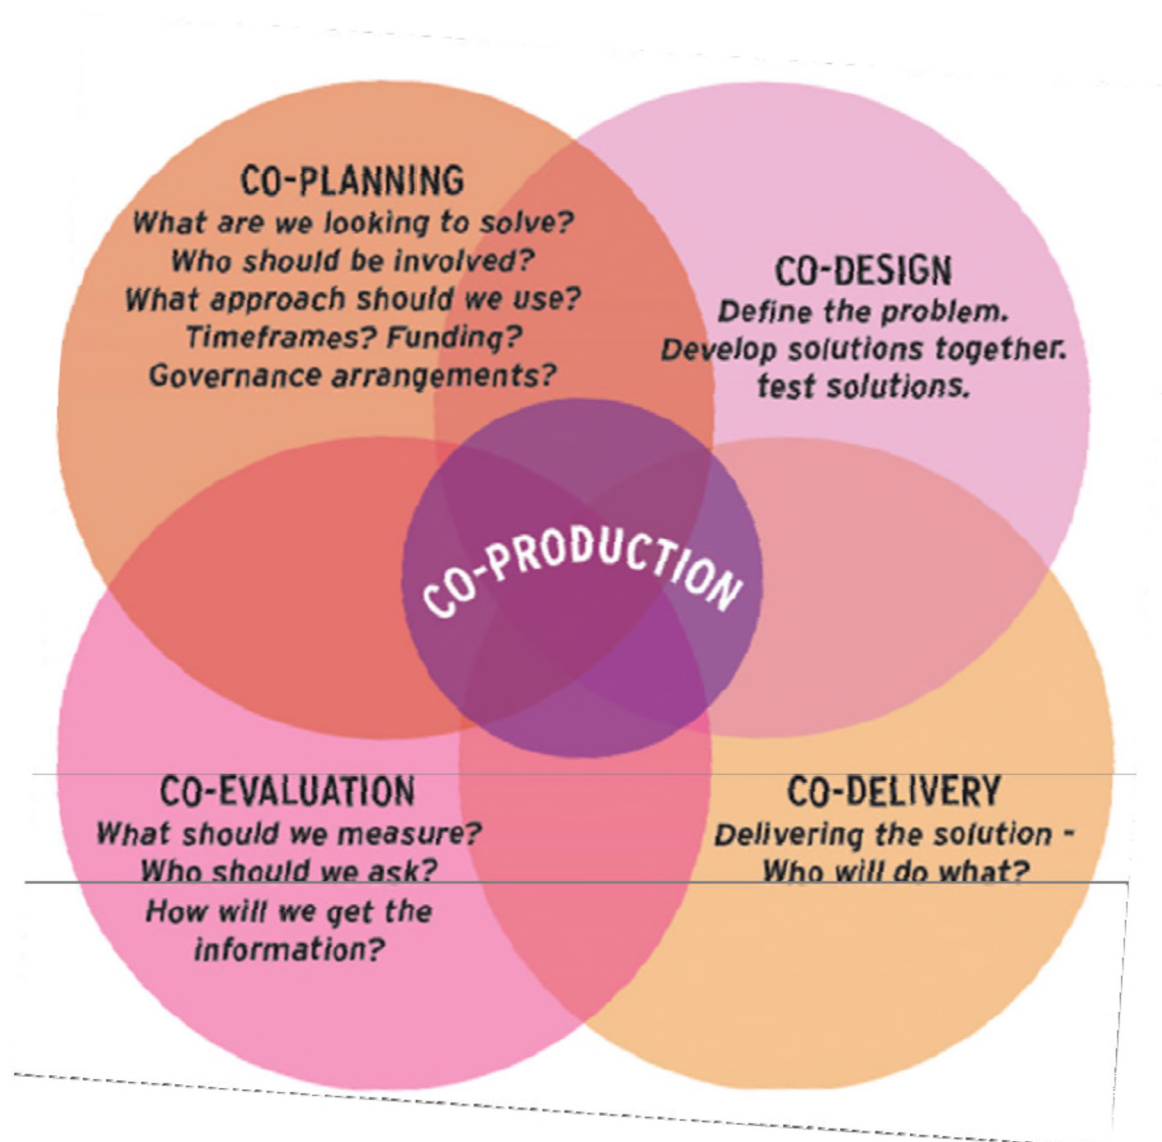 CO-PLANNING
What are we looking to solve?
Who should be involved?
What approach should we use?
Timeframes? Funding?
Governance arrangements?
CO-DESIGN
Define the problem.
Develop solutions together.
test solutions.
CO-PRODUCTION
CO-EVALUATION
What should we measure?
Who should we ask?
How will we get the
information?
CO-DELIVERY
Delivering the solution -
Who will do what?